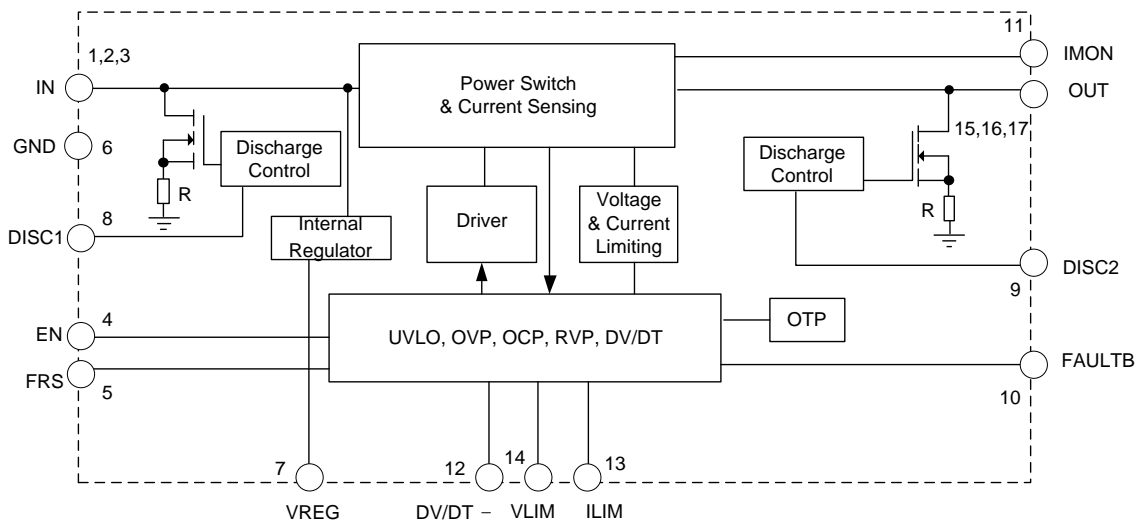 11
IMON
1,2,3
IN
Power Switch
& Current Sensing
OUT
GND
6
15,16,17
Discharge
Control
Discharge
Control
R
R
8
DISC1
Internal
Regulator
Driver
Voltage
& Current
Limiting
DISC2
9
4
EN
UVLO, OVP, OCP, RVP, DV/DT
OTP
FRS
5
FAULTB
10
7
12
14
13
VREG
DV/DT –
VLIM
ILIM